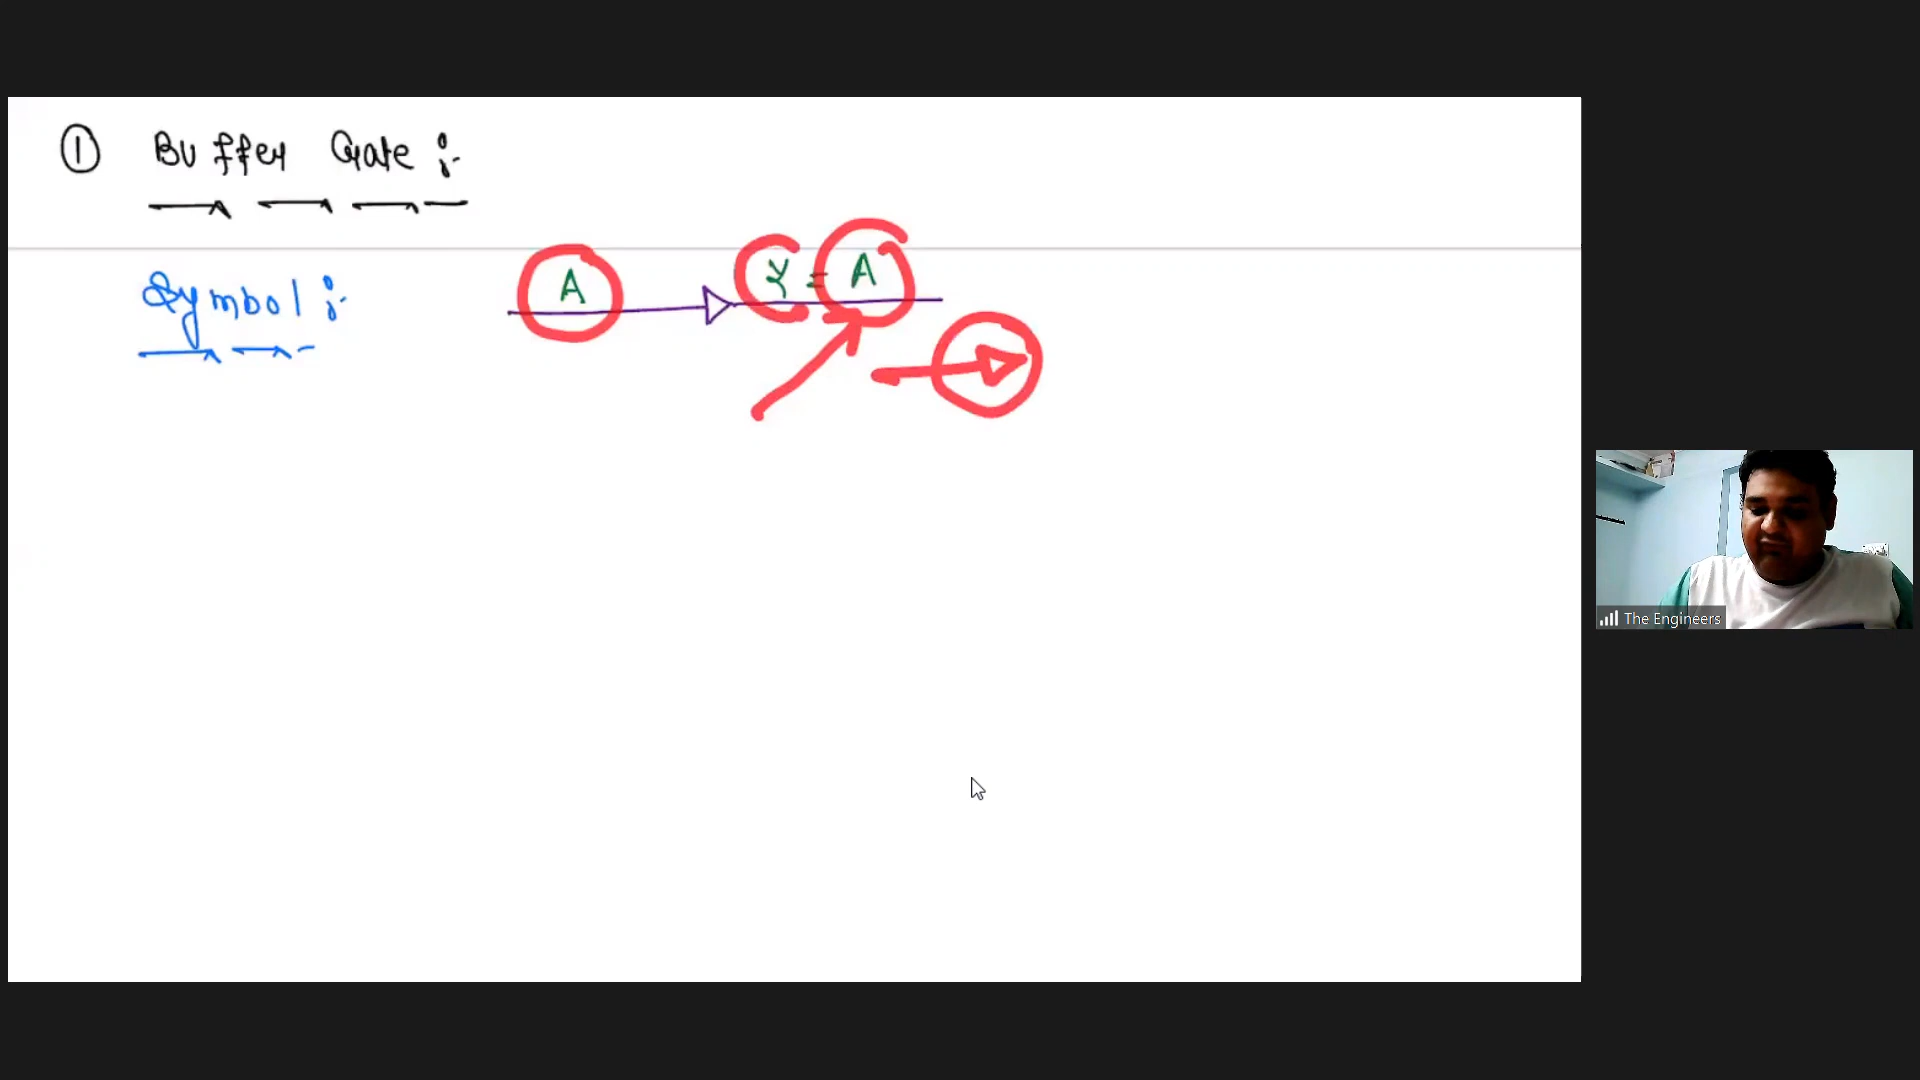 ① Buffer Gate :-
Symbol :-
A
Y = A
The Engineers